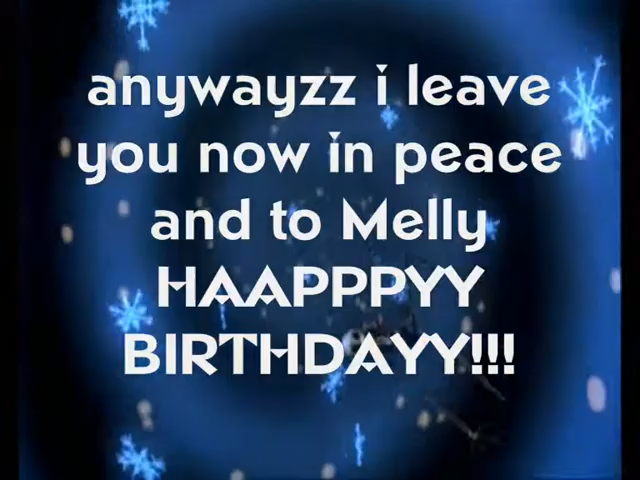 anywayzz i leave
you now in peace
and to Melly
HAAPPPYY
BIRTHDAYY!!!